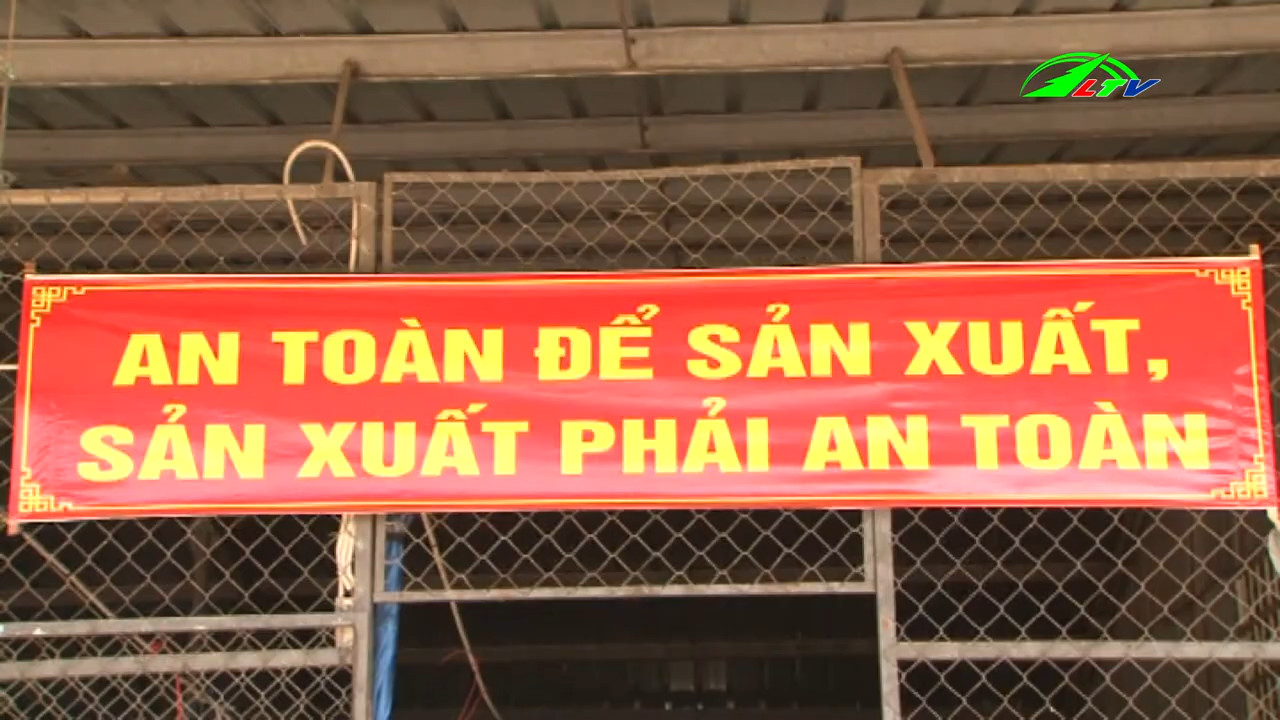 LTV
AN TOÀN ĐỂ SẢN XUẤT,
SẢN XUẤT PHẢI AN TOÀN